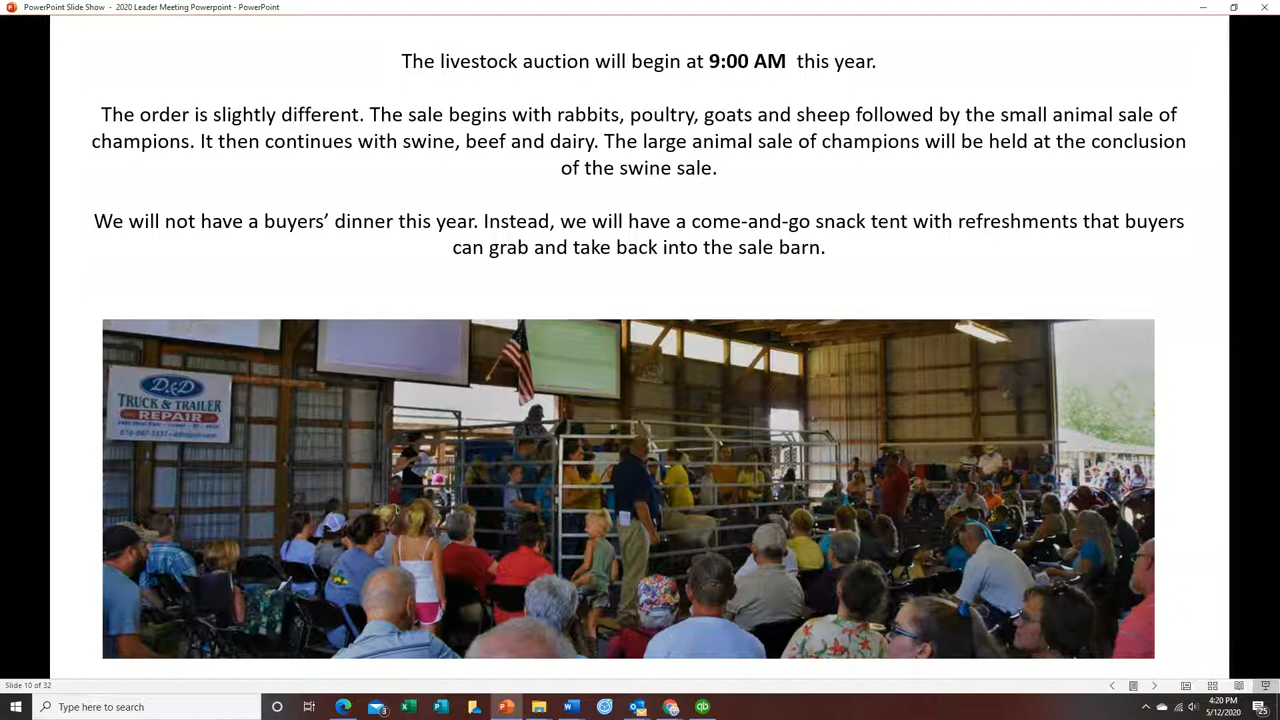 PowerPoint Slide Show - 2020 Leader Meeting Powerpoint - PowerPoint
The livestock auction will begin at 9:00 AM this year.
The order is slightly different. The sale begins with rabbits, poultry, goats and sheep followed by the small animal sale of
champions. It then continues with swine, beef and dairy. The large animal sale of champions will be held at the conclusion
of the swine sale.
We will not have a buyers’ dinner this year. Instead, we will have a come-and-go snack tent with refreshments that buyers
can grab and take back into the sale barn.
D&D
TRUCK & TRAILER
REPAIR
Slide 10 of 32
Type here to search
3
4:20 PM
5/12/2020
25